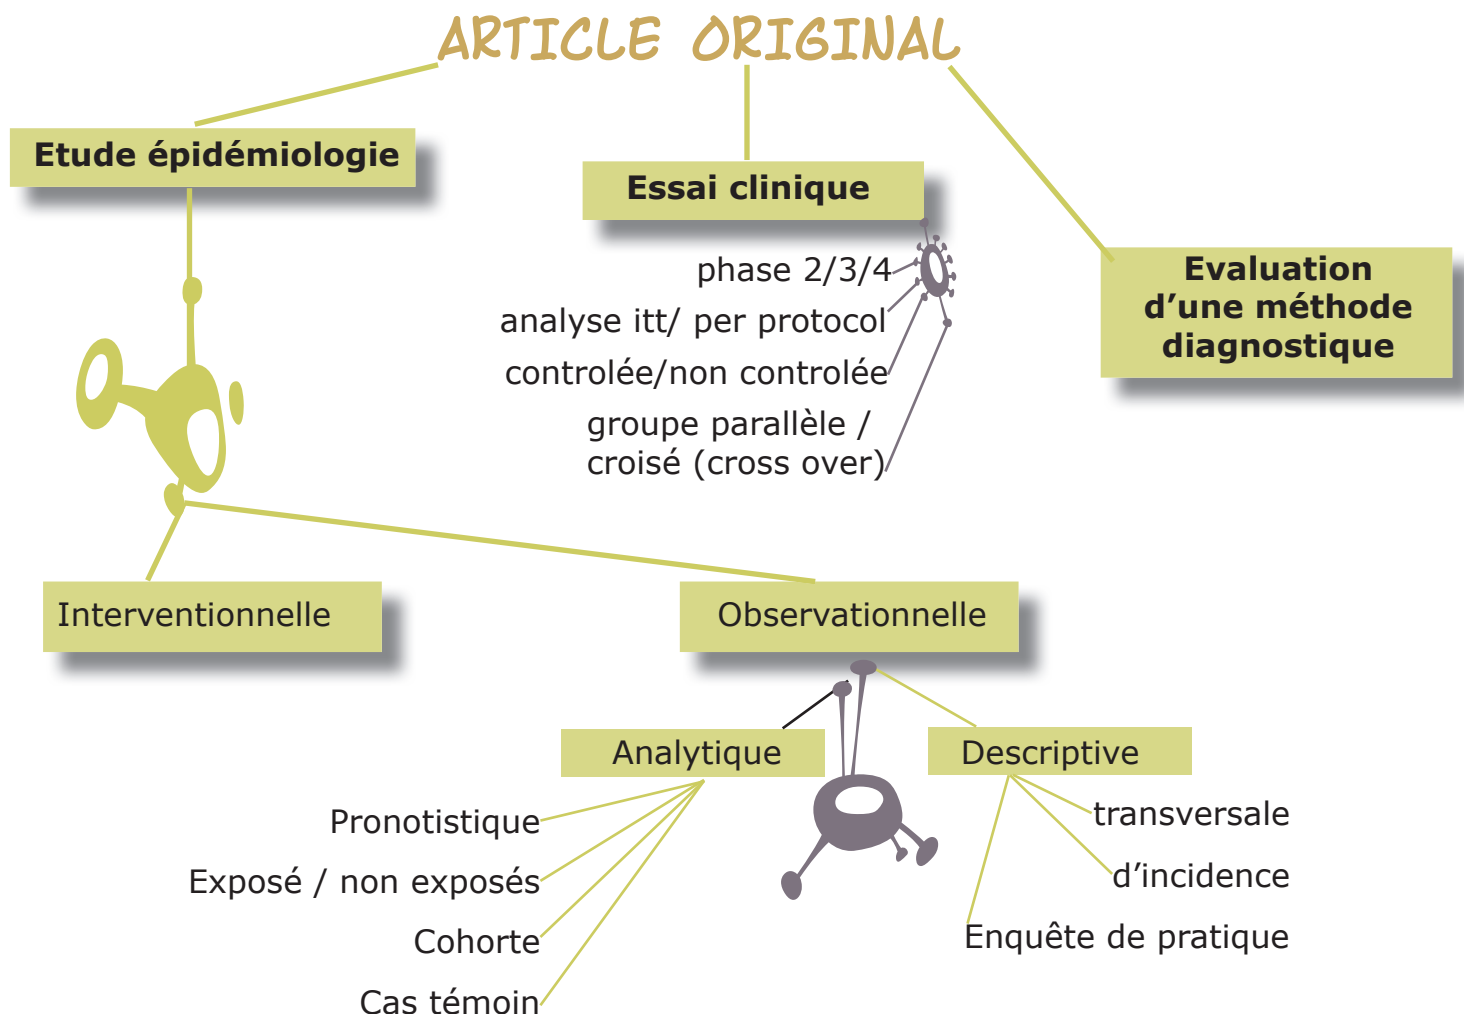 ARTICLE ORIGINAL
Etude épidémiologie
Essai clinique
phase 2/3/4
analyse itt/ per protocol
controlée/non controlée
groupe parallèle /
croisé (cross over)
Evaluation
d’une méthode
diagnostique
Interventionnelle
Observationnelle
Analytique
Pronotistique
Exposé / non exposés
Cohorte
Cas témoin
Descriptive
transversale
d’incidence
Enquête de pratique